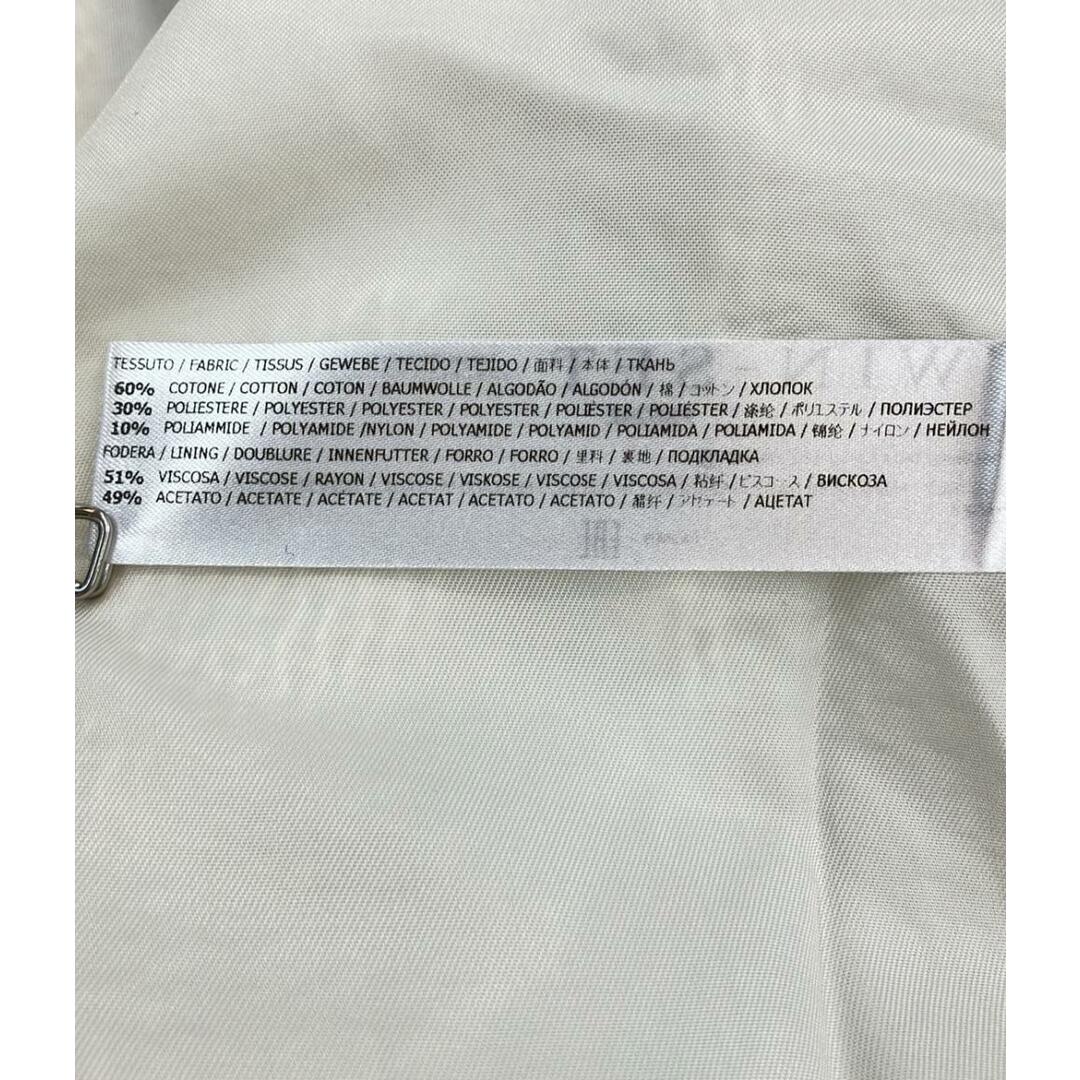 TESSUTO / FABRIC / TISSUS / GEWEBE / TECIDO / TEJIDO / 面料 / 本体 / ТКАНЬ
60% COTONE / COTTON / COTON / BAUMWOLLE / ALGODÃO / ALGODÓN / 棉 / コットン / ХЛОПОК
30% POLIESTERE / POLYESTER / POLYESTER / POLYESTER / POLIÉSTER / POLIÉSTER / 涤纶 / ポリエステル / ПОЛИЭСТЕР
10% POLIAMMIDE / POLYAMIDE /NYLON / POLYAMIDE / POLYAMID / POLIAMIDA / POLIAMIDA / 锦纶 / ナイロン / НЕЙЛОН
FODERA / LINING / DOUBLURE / INNENFUTTER / FORRO / FORRO / 里料 / 裏地 / ПОДКЛАДКА
51% VISCOSA / VISCOSE / RAYON / VISCOSE / VISKOSE / VISCOSE / VISCOSA / 粘纤 / ビスコース / ВИСКОЗА
49% ACETATO / ACETATE / ACÉTATE / ACETAT / ACETATO / ACETATO / 醋纤 / アセテート / АЦЕТАТ